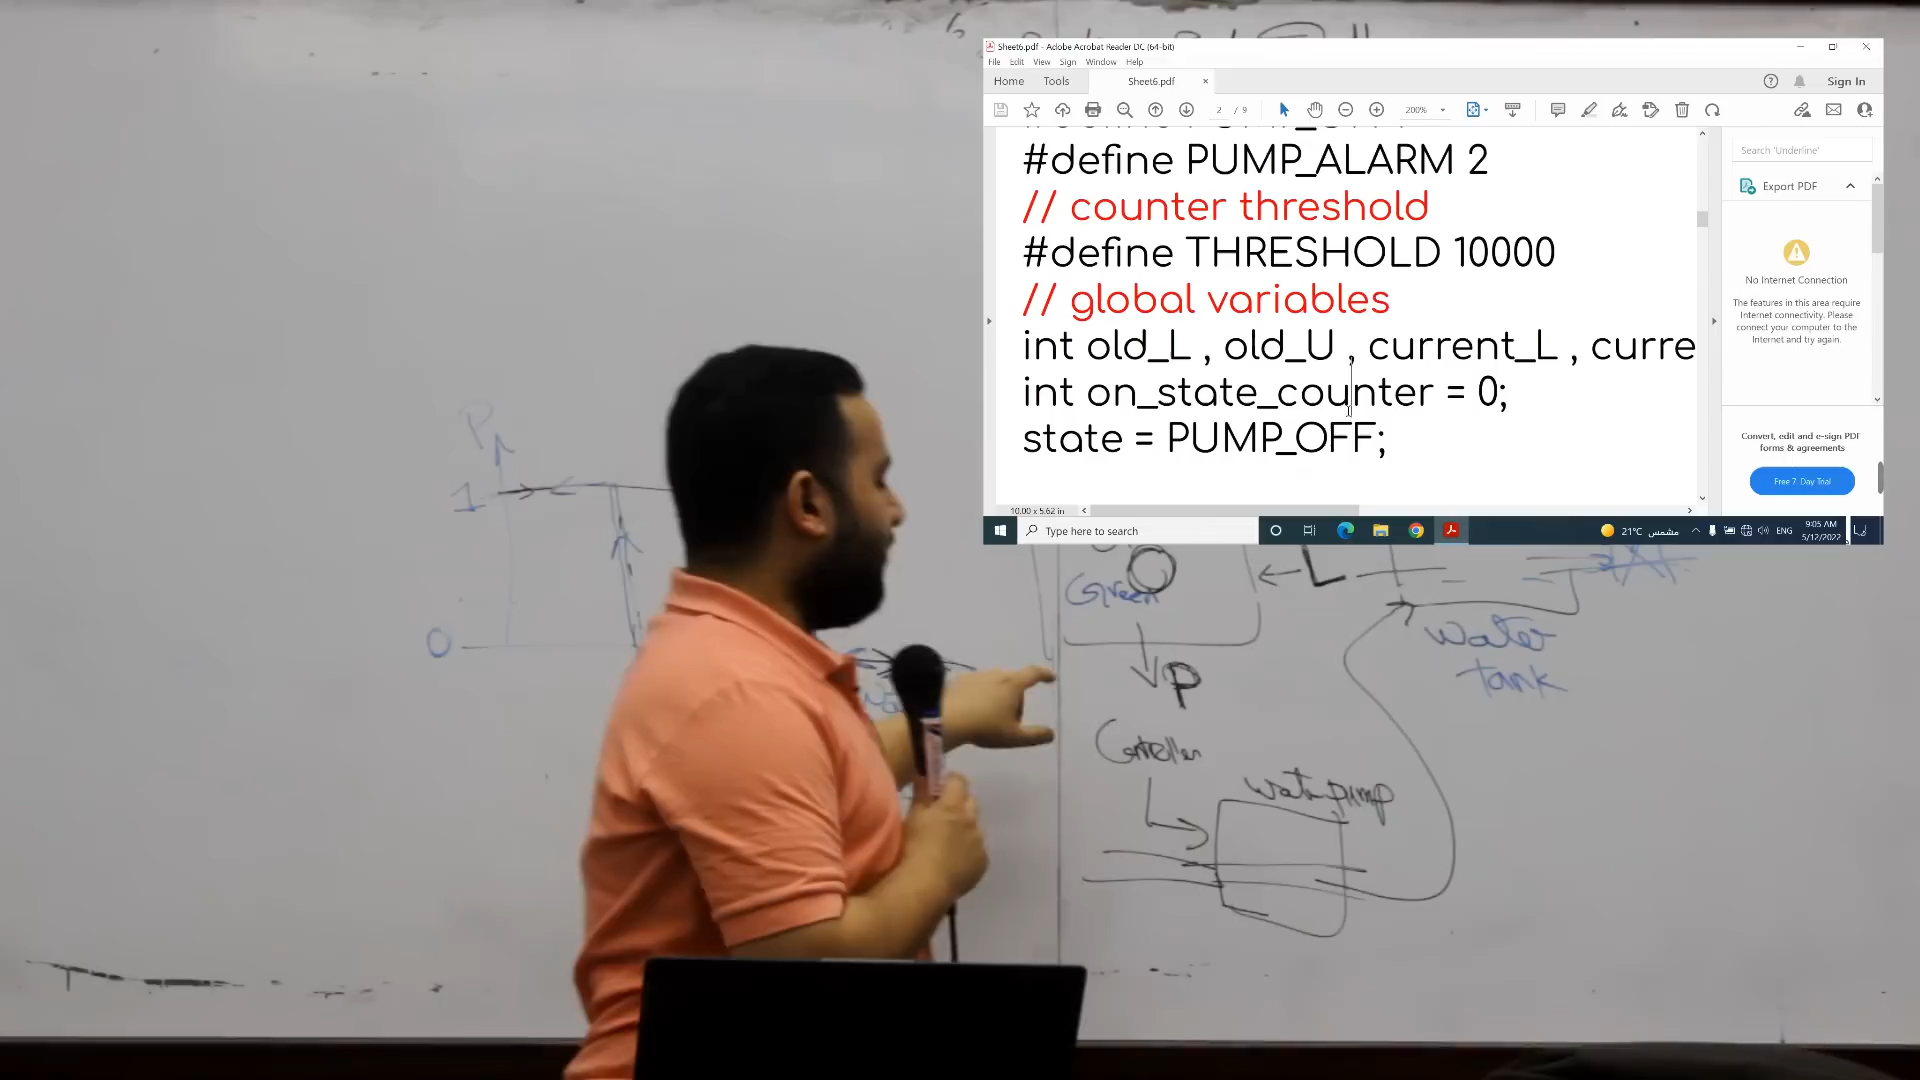 Sheet6.pdf - Adobe Acrobat Reader DC (64-bit)
File Edit View Sign Window Help
Home Tools Sheet6.pdf × Sign In
2 / 9 200%
#define PUMP_ALARM 2
// counter threshold
#define THRESHOLD 10000
// global variables
int old_L , old_U , current_L , curre
int on_state_counter = 0;
state = PUMP_OFF;
10.00 x 5.62 in
Search 'Underline'
Export PDF
No Internet Connection
The features in this area require
Internet connectivity. Please
connect your computer to the
Internet and try again.
Convert, edit and e-sign PDF
forms & agreements
Free 7 Day Trial
Type here to search
21°C مشمس ENG 9:05 AM
5/12/2022
P
1
0
Green
L
water
tank
P
Controller
water pump